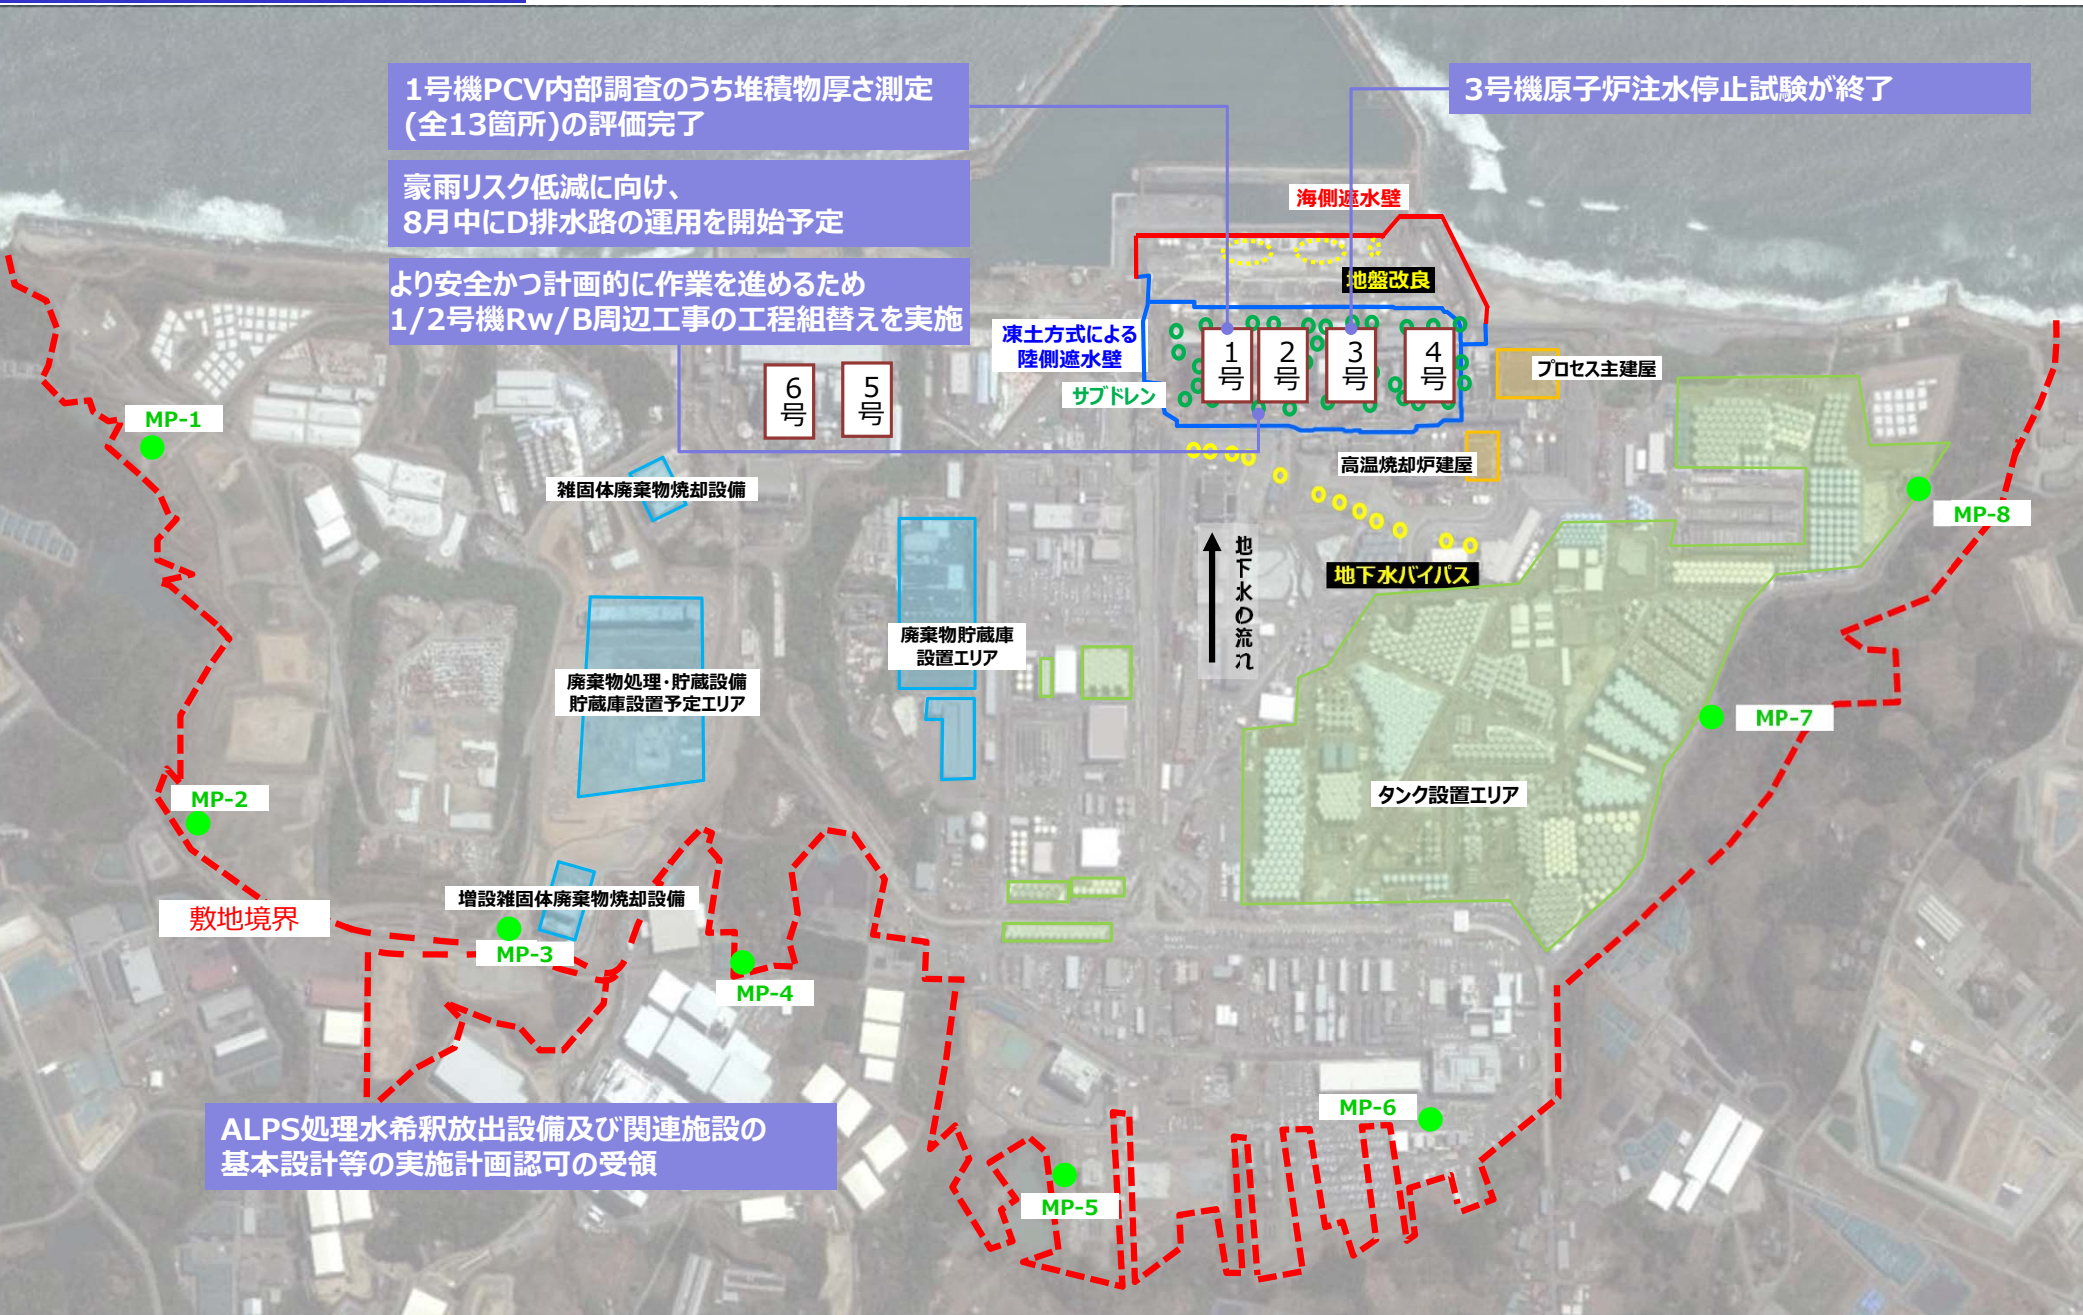 1号機PCV内部調査のうち堆積物厚さ測定
(全13箇所)の評価完了
3号機原子炉注水停止試験が終了
豪雨リスク低減に向け、
8月中にD排水路の運用を開始予定
より安全かつ計画的に作業を進めるため
1/2号機Rw/B周辺工事の工程組替えを実施
海側遮水壁
地盤改良
凍土方式による
陸側遮水壁
サブドレン
1号
2号
3号
4号
プロセス主建屋
6号
5号
MP-1
高温焼却炉建屋
雑固体廃棄物焼却設備
MP-8
地下水の流れ
地下水バイパス
廃棄物貯蔵庫
設置エリア
廃棄物処理・貯蔵設備
貯蔵庫設置予定エリア
MP-7
MP-2
タンク設置エリア
増設雑固体廃棄物焼却設備
敷地境界
MP-3
MP-4
MP-6
ALPS処理水希釈放出設備及び関連施設の
基本設計等の実施計画認可の受領
MP-5